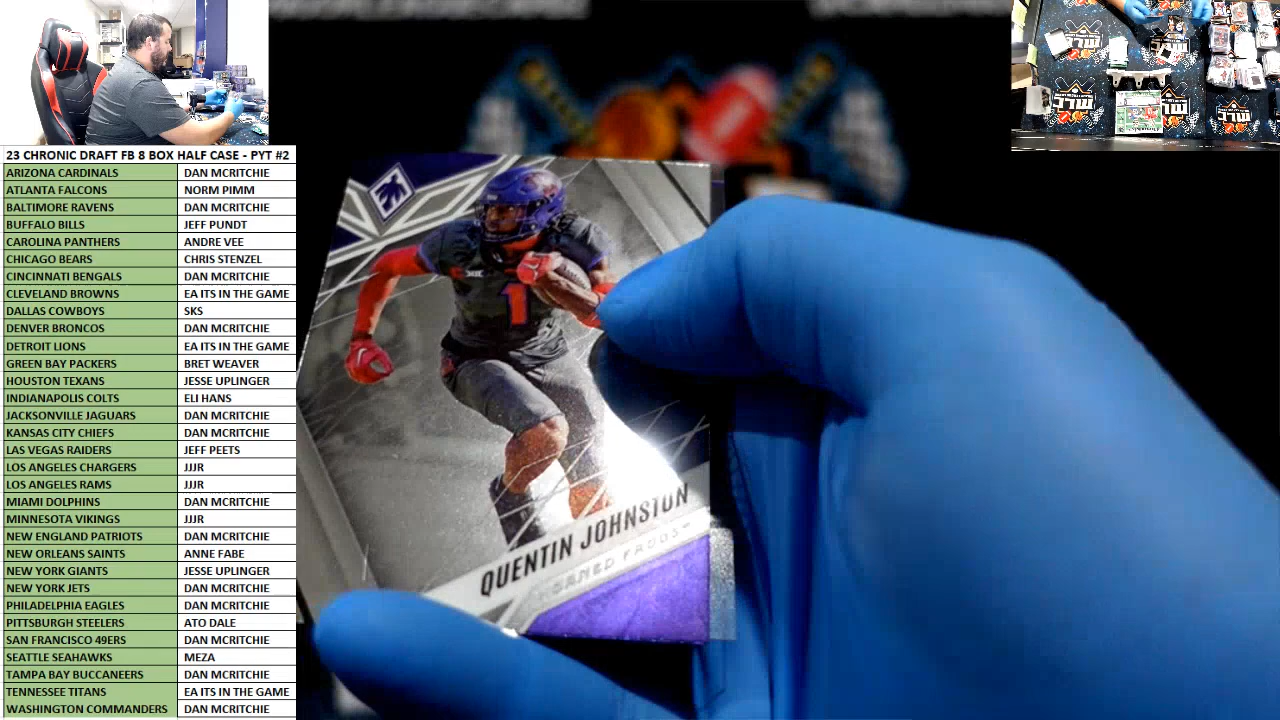 23 CHRONIC DRAFT FB 8 BOX HALF CASE - PYT #2
ARIZONA CARDINALS DAN MCRITCHIE
ATLANTA FALCONS NORM PIMM
BALTIMORE RAVENS DAN MCRITCHIE
BUFFALO BILLS JEFF PUNDT
CAROLINA PANTHERS ANDRE VEE
CHICAGO BEARS CHRIS STENZEL
CINCINNATI BENGALS DAN MCRITCHIE
CLEVELAND BROWNS EA ITS IN THE GAME
DALLAS COWBOYS SKS
DENVER BRONCOS DAN MCRITCHIE
DETROIT LIONS EA ITS IN THE GAME
GREEN BAY PACKERS BRET WEAVER
HOUSTON TEXANS JESSE UPLINGER
INDIANAPOLIS COLTS ELI HANS
JACKSONVILLE JAGUARS DAN MCRITCHIE
KANSAS CITY CHIEFS DAN MCRITCHIE
LAS VEGAS RAIDERS JEFF PEETS
LOS ANGELES CHARGERS JJJR
LOS ANGELES RAMS JJJR
MIAMI DOLPHINS DAN MCRITCHIE
MINNESOTA VIKINGS JJJR
NEW ENGLAND PATRIOTS DAN MCRITCHIE
NEW ORLEANS SAINTS ANNE FABE
NEW YORK GIANTS JESSE UPLINGER
NEW YORK JETS DAN MCRITCHIE
PHILADELPHIA EAGLES DAN MCRITCHIE
PITTSBURGH STEELERS ATO DALE
SAN FRANCISCO 49ERS DAN MCRITCHIE
SEATTLE SEAHAWKS MEZA
TAMPA BAY BUCCANEERS DAN MCRITCHIE
TENNESSEE TITANS EA ITS IN THE GAME
WASHINGTON COMMANDERS DAN MCRITCHIE
1
QUENTIN JOHNSTON
HORNED FROGS